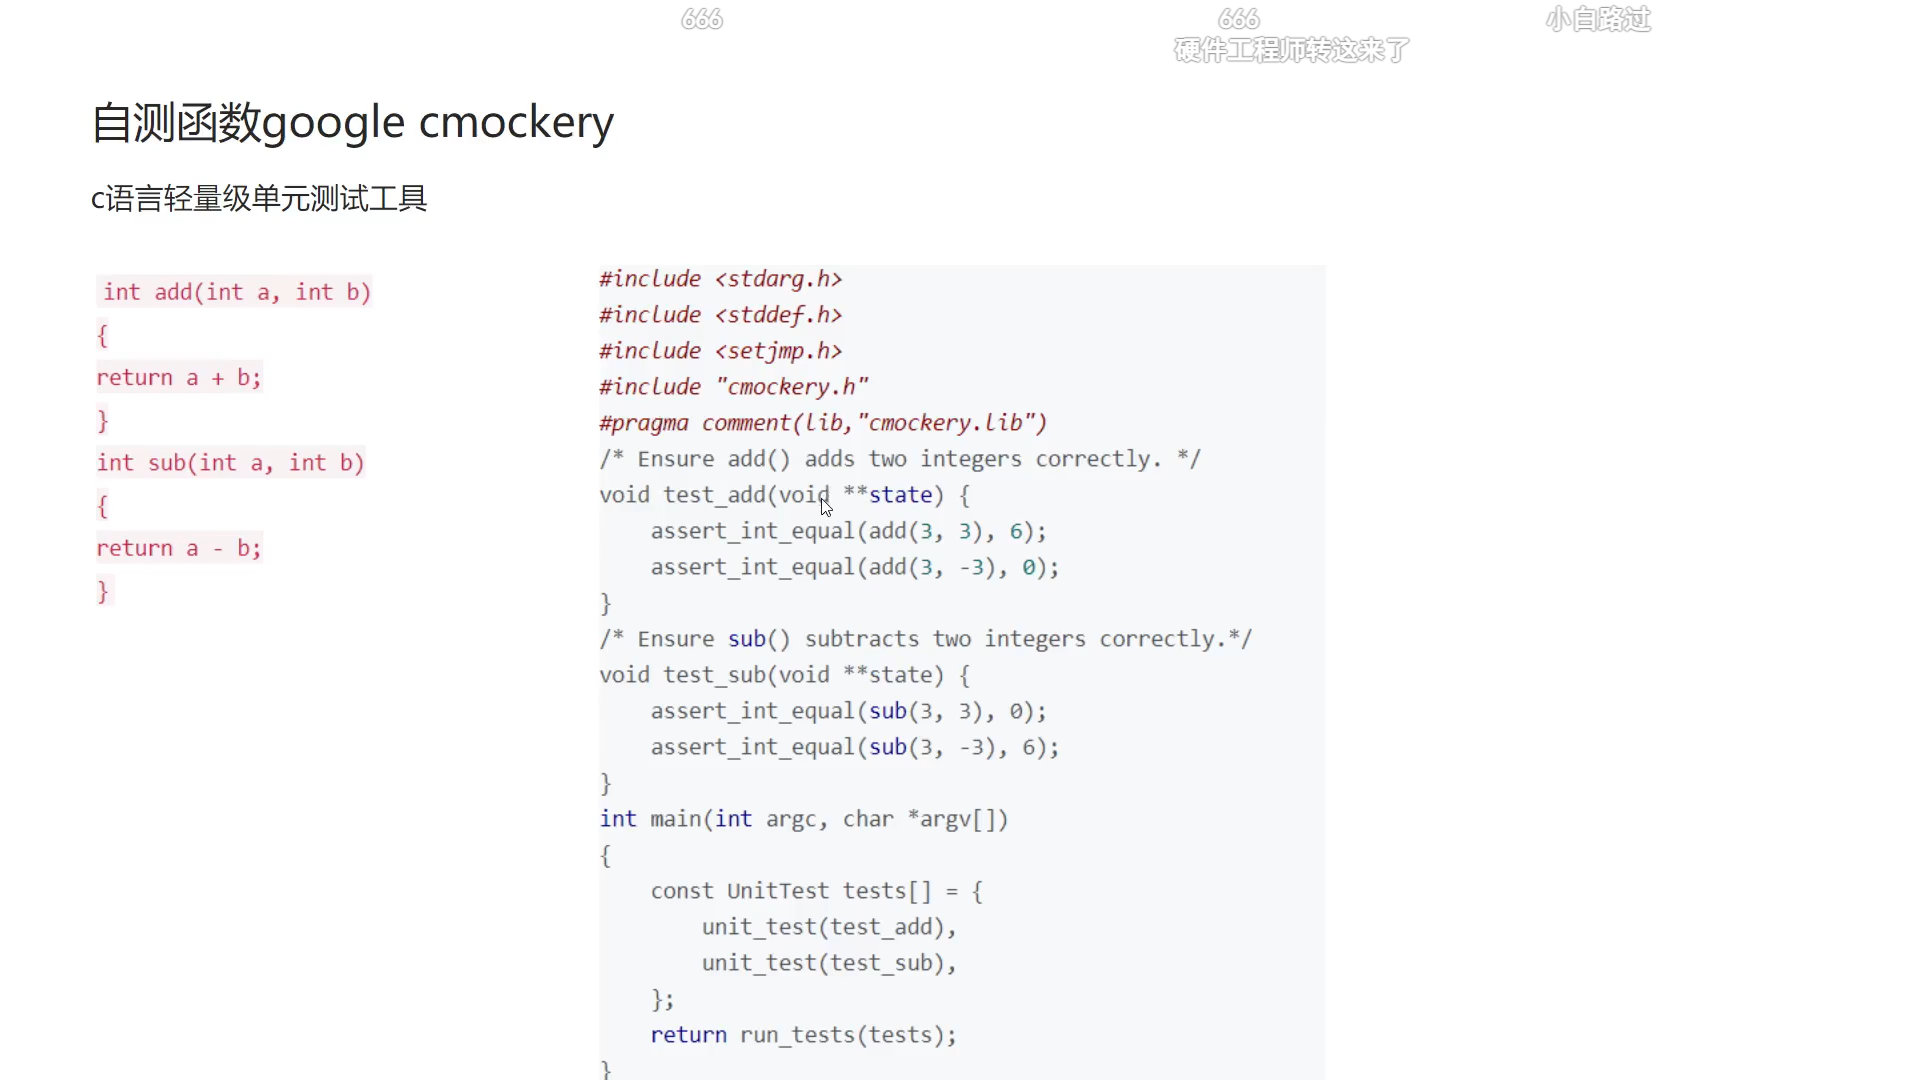 666 666 小白路过
硬件工程师转这来了
自测函数google cmockery
c语言轻量级单元测试工具
int add(int a, int b)
{
return a + b;
}
int sub(int a, int b)
{
return a - b;
}
#include <stdarg.h>
#include <stddef.h>
#include <setjmp.h>
#include "cmockery.h"
#pragma comment(lib,"cmockery.lib")
/* Ensure add() adds two integers correctly. */
void test_add(void **state) {
    assert_int_equal(add(3, 3), 6);
    assert_int_equal(add(3, -3), 0);
}
/* Ensure sub() subtracts two integers correctly.*/
void test_sub(void **state) {
    assert_int_equal(sub(3, 3), 0);
    assert_int_equal(sub(3, -3), 6);
}
int main(int argc, char *argv[])
{
    const UnitTest tests[] = {
        unit_test(test_add),
        unit_test(test_sub),
    };
    return run_tests(tests);
}